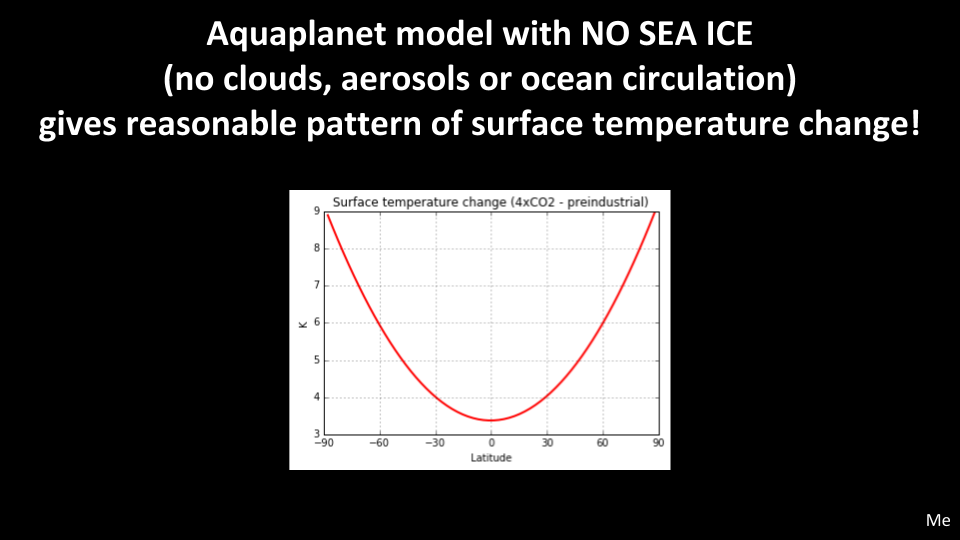 Aquaplanet model with NO SEA ICE
(no clouds, aerosols or ocean circulation)
gives reasonable pattern of surface temperature change!
Surface temperature change (4xCO2 - preindustrial)
9
8
7
6
5
4
3
K
−90 −60 −30 0 30 60 90
Latitude
Me